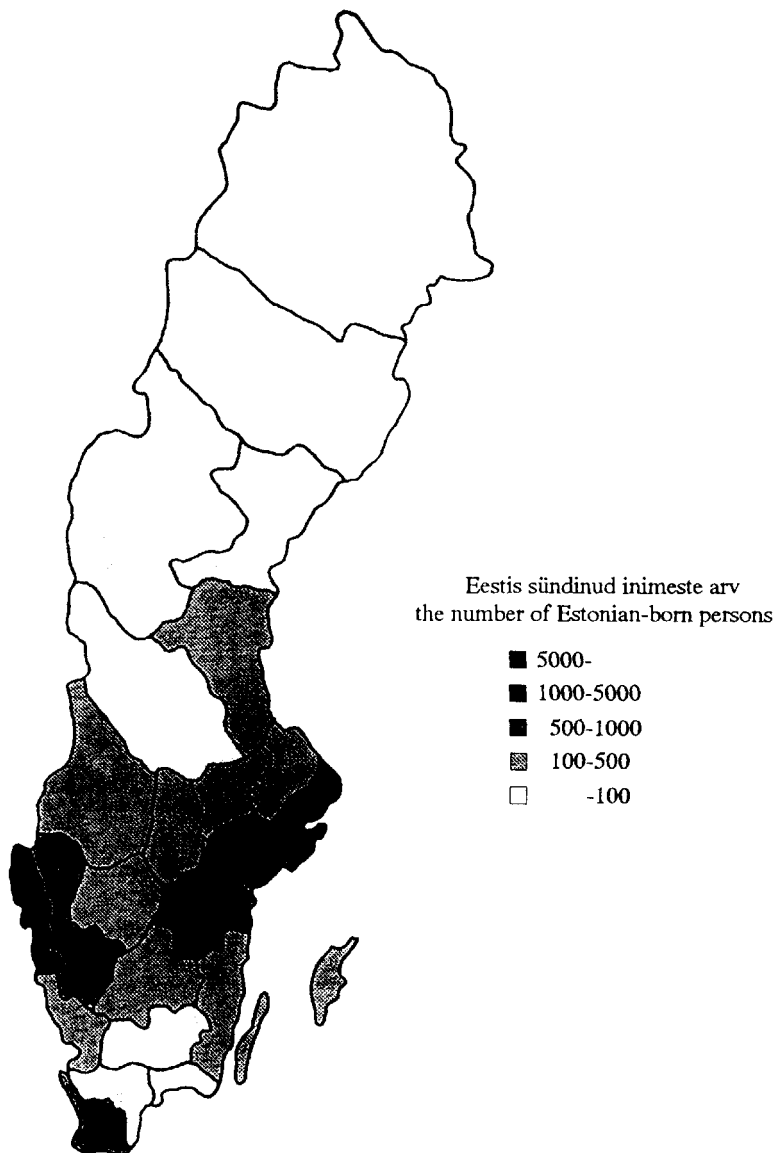 Eestis sündinud inimeste arv
the number of Estonian-born persons
5000-
1000-5000
500-1000
100-500
-100